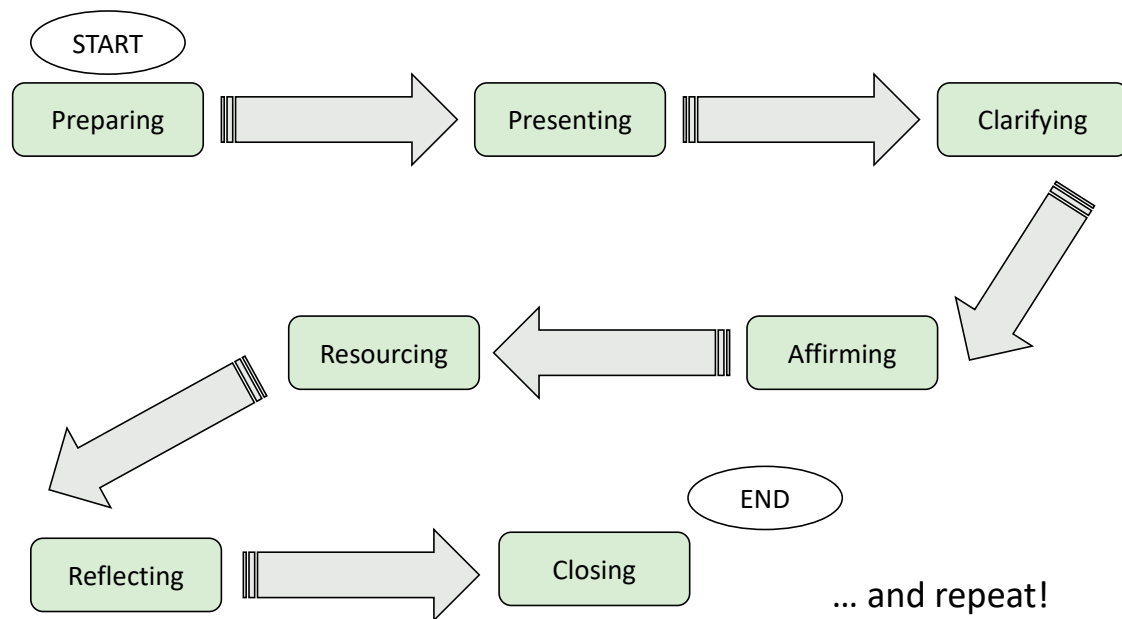 START
Preparing
Presenting
Clarifying
Affirming
Resourcing
Reflecting
Closing
END
... and repeat!